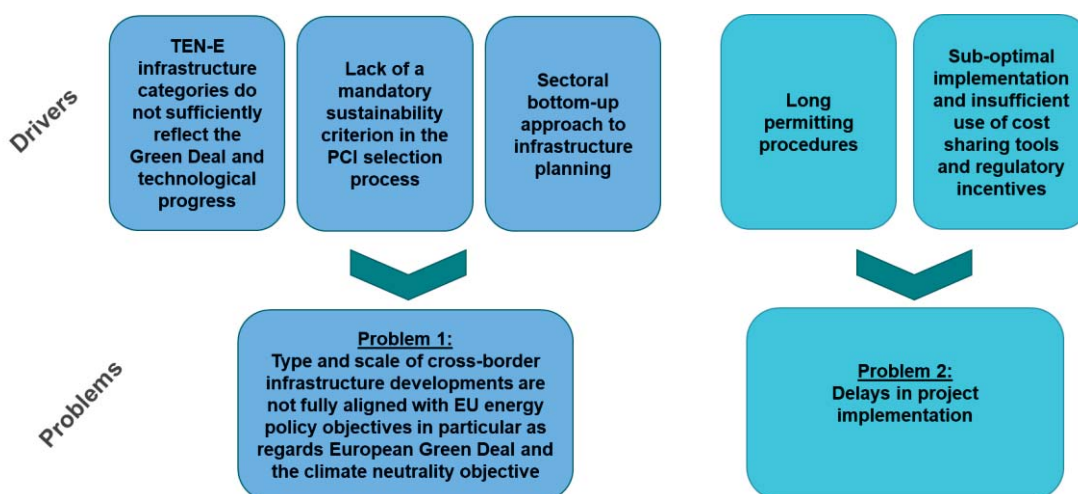 Drivers
TEN-E
infrastructure
categories do
not sufficiently
reflect the
Green Deal and
technological
progress
Lack of a
mandatory
sustainability
criterion in the
PCI selection
process
Sectoral
bottom-up
approach to
infrastructure
planning
Long
permitting
procedures
Sub-optimal
implementation
and insufficient
use of cost
sharing tools
and regulatory
incentives
Problems
Problem 1:
Type and scale of cross-border
infrastructure developments are
not fully aligned with EU energy
policy objectives in particular as
regards European Green Deal and
the climate neutrality objective
Problem 2:
Delays in project
implementation